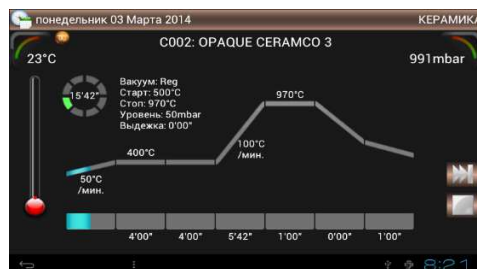 понедельник 03 Марта 2014 КЕРАМИКА
C002: OPAQUE CERAMCO 3
23°C 991mbar
15'42"
Вакуум: Reg
Старт: 500°C
Стоп: 970°C
Уровень: 50mbar
Выдежка: 0'00"
970°C
400°C
100°C
/мин.
50°C
/мин.
4'00" 4'00" 5'42" 1'00" 0'00" 1'00"
8:21